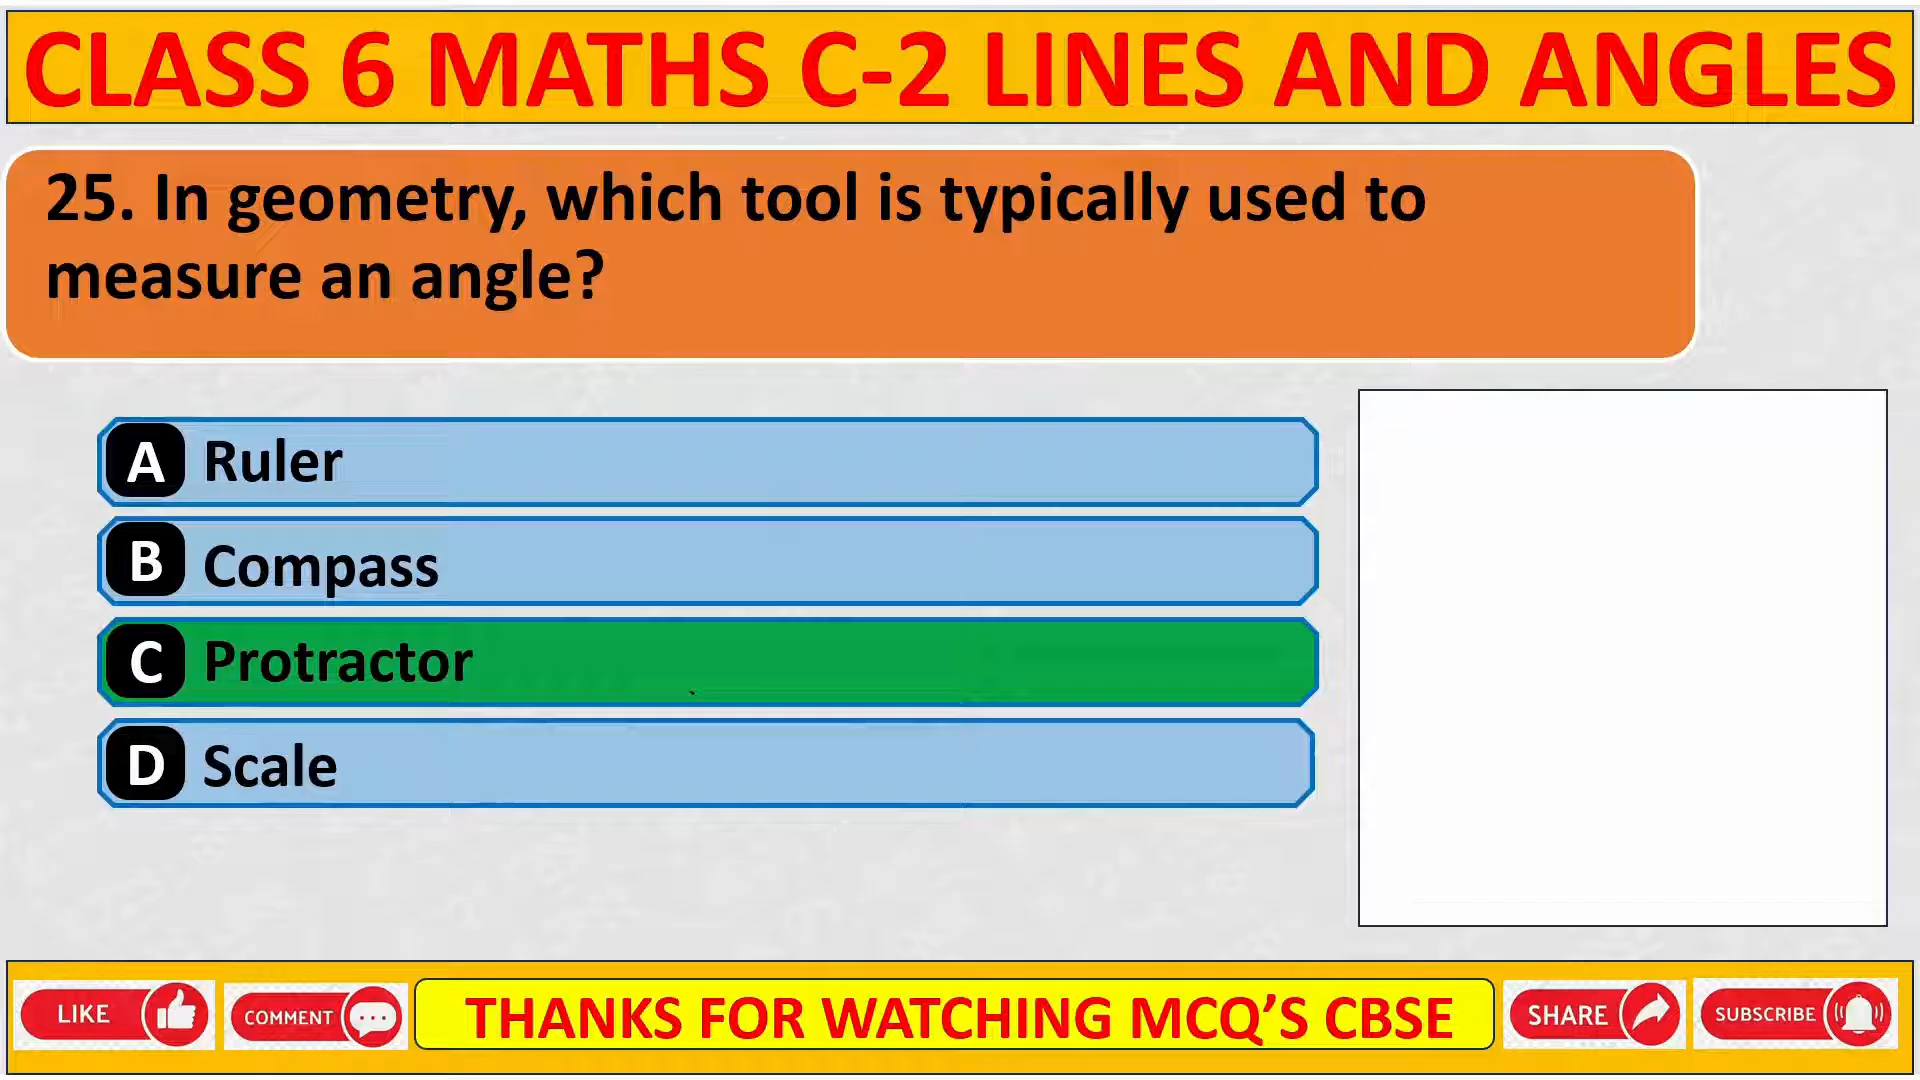 CLASS 6 MATHS C-2 LINES AND ANGLES
25. In geometry, which tool is typically used to
measure an angle?
A Ruler
B Compass
C Protractor
D Scale
LIKE
COMMENT
THANKS FOR WATCHING MCQ’S CBSE
SHARE
SUBSCRIBE